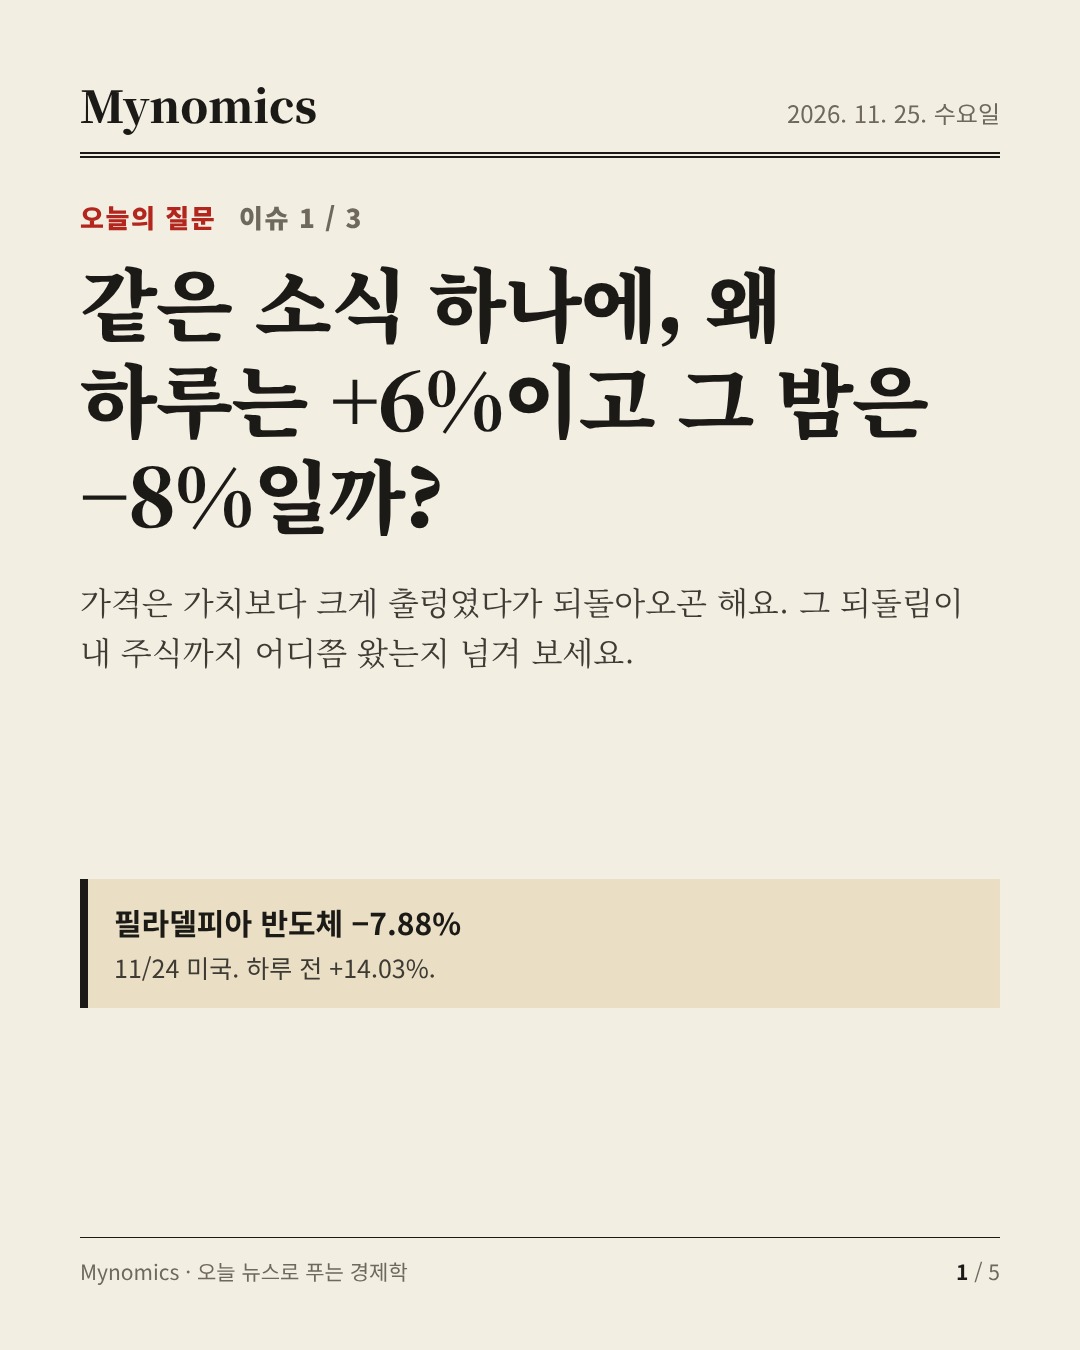 Mynomics
2026. 11. 25. 수요일
오늘의 질문 이슈 1 / 3
같은 소식 하나에, 왜
하루는 +6%이고 그 밤은
−8%일까?
가격은 가치보다 크게 출렁였다가 되돌아오곤 해요. 그 되돌림이
내 주식까지 어디쯤 왔는지 넘겨 보세요.
필라델피아 반도체 −7.88%
11/24 미국. 하루 전 +14.03%.
Mynomics · 오늘 뉴스로 푸는 경제학
1 / 5